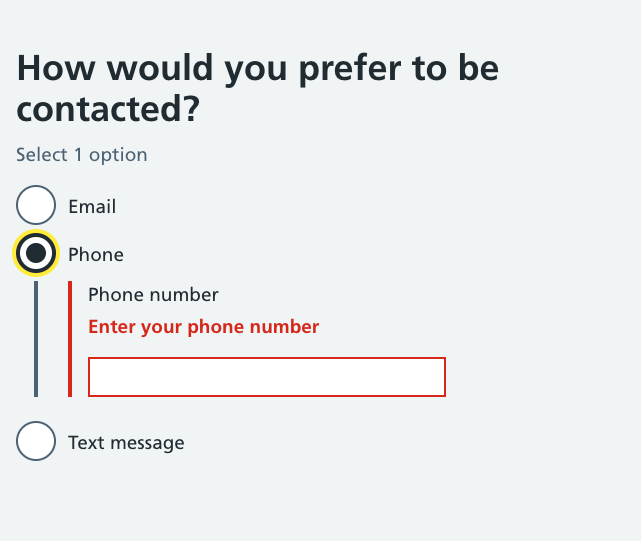 How would you prefer to be
contacted?
Select 1 option
Email
Phone
Phone number
Enter your phone number
Text message